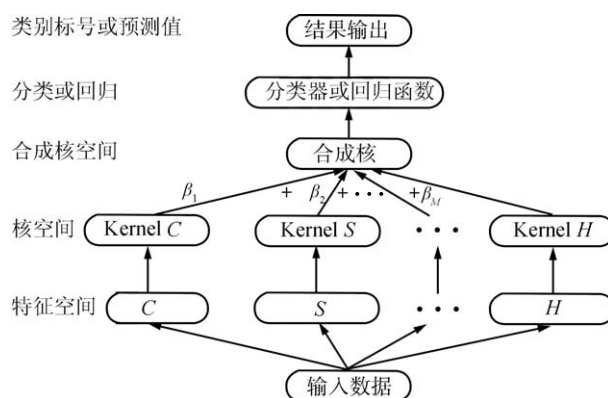 类别标号或预测值 结果输出
分类或回归 分类器或回归函数
合成核空间 合成核
β1 + β2 + ··· +βM
核空间 Kernel C Kernel S ··· Kernel H
特征空间 C S ··· H
输入数据